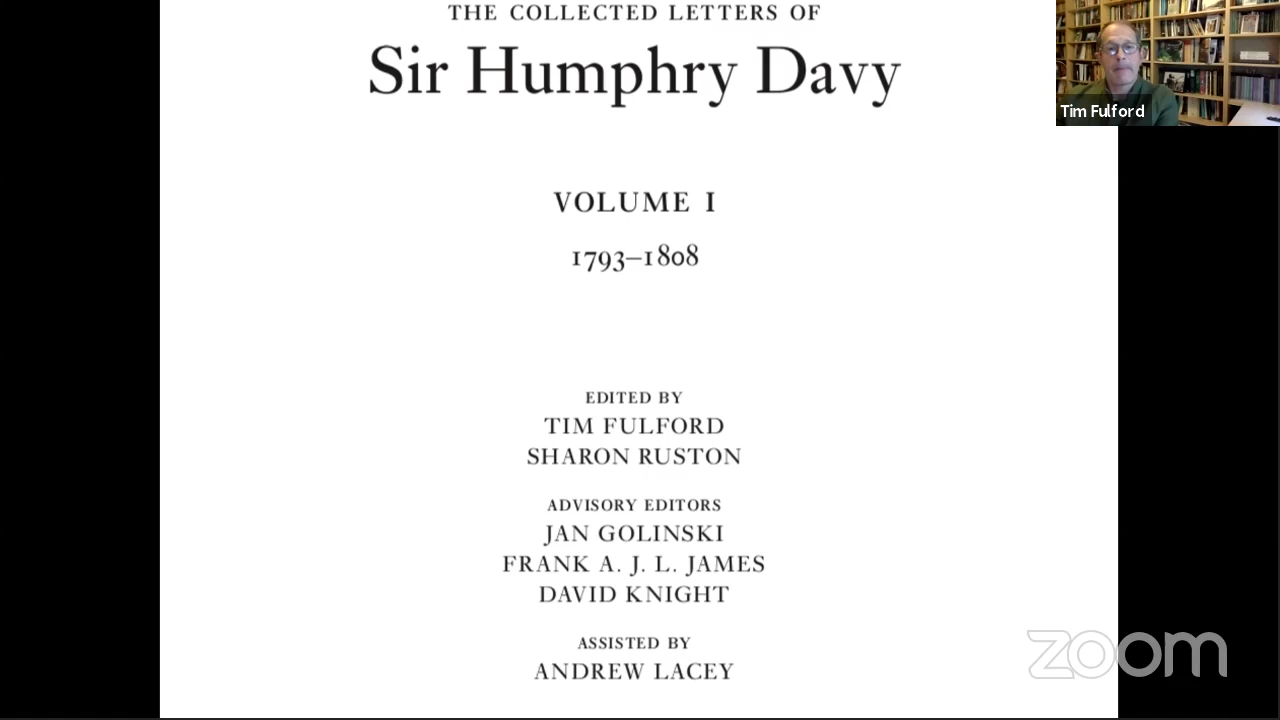 THE COLLECTED LETTERS OF
Sir Humphry Davy
VOLUME I
1793–1808
EDITED BY
TIM FULFORD
SHARON RUSTON
ADVISORY EDITORS
JAN GOLINSKI
FRANK A. J. L. JAMES
DAVID KNIGHT
ASSISTED BY
ANDREW LACEY
Tim Fulford
zoom